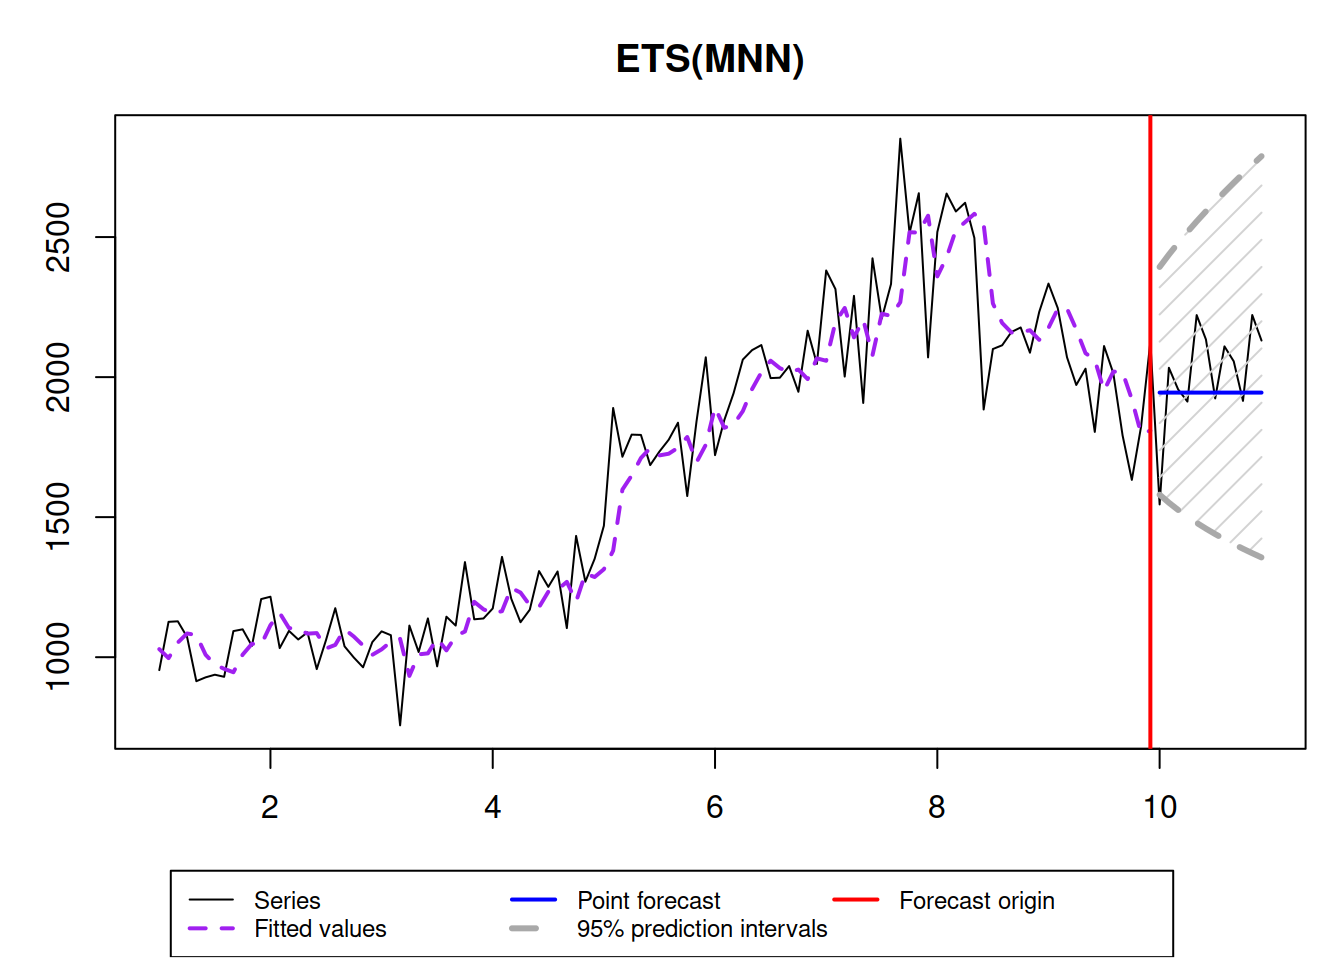 ETS(MNN)
2500
2000
1500
1000
2 4 6 8 10
Series Point forecast Forecast origin
Fitted values 95% prediction intervals